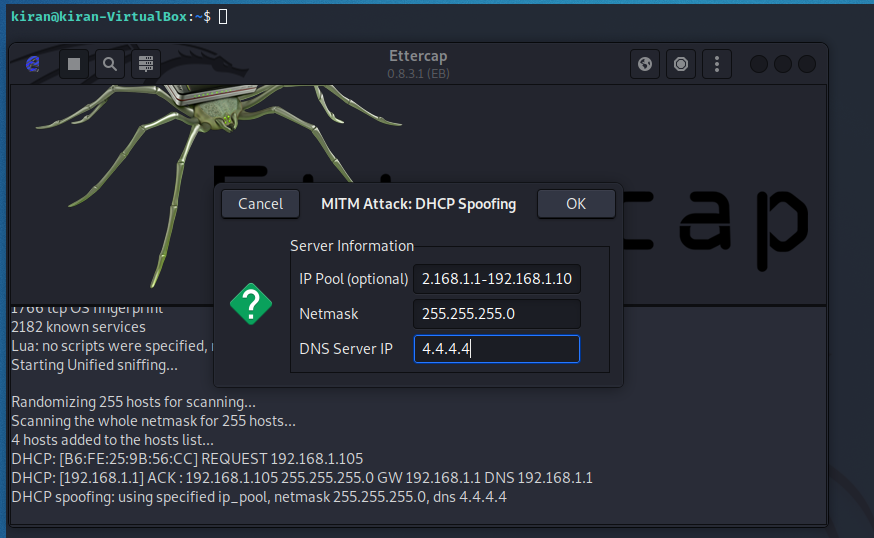 kiran@kiran-VirtualBox:~$
Ettercap
0.8.3.1 (EB)
cap
Cancel
MITM Attack: DHCP Spoofing
OK
Server Information
IP Pool (optional) 2.168.1.1-192.168.1.10
Netmask 255.255.255.0
DNS Server IP 4.4.4.4
1766 tcp OS fingerprint
2182 known services
Lua: no scripts were specified,
Starting Unified sniffing...
Randomizing 255 hosts for scanning...
Scanning the whole netmask for 255 hosts...
4 hosts added to the hosts list...
DHCP: [B6:FE:25:9B:56:CC] REQUEST 192.168.1.105
DHCP: [192.168.1.1] ACK : 192.168.1.105 255.255.255.0 GW 192.168.1.1 DNS 192.168.1.1
DHCP spoofing: using specified ip_pool, netmask 255.255.255.0, dns 4.4.4.4